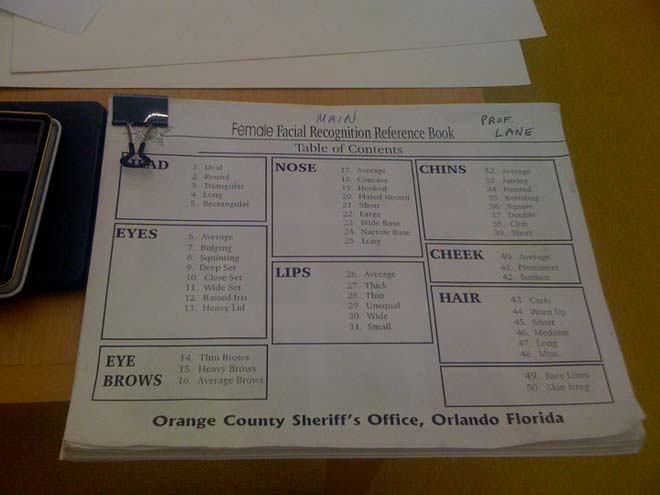 MAIN
Female Facial Recognition Reference Book
PROF. LANE
Table of Contents
HEAD
1. Oval
2. Round
3. Triangular
4. Long
5. Rectangular
EYES
6. Average
7. Bulging
8. Squinting
9. Deep Set
10. Close Set
11. Wide Set
12. Raised Iris
13. Heavy Lid
EYE BROWS
14. Thin Brows
15. Heavy Brows
16. Average Brows
NOSE
17. Average
18. Concave
19. Hooked
20. Flared Nostril
21. Short
22. Large
23. Wide Base
24. Narrow Base
25. Long
LIPS
26. Average
27. Thick
28. Thin
29. Unequal
30. Wide
31. Small
CHINS
32. Average
33. Jutting
34. Pointed
35. Receding
36. Square
37. Double
38. Cleft
39. Short
CHEEK
40. Average
41. Prominent
42. Sunken
HAIR
43. Curly
44. Worn Up
45. Short
46. Medium
47. Long
48. Misc.
49. Face Lines
50. Skin Irreg
Orange County Sheriff's Office, Orlando Florida